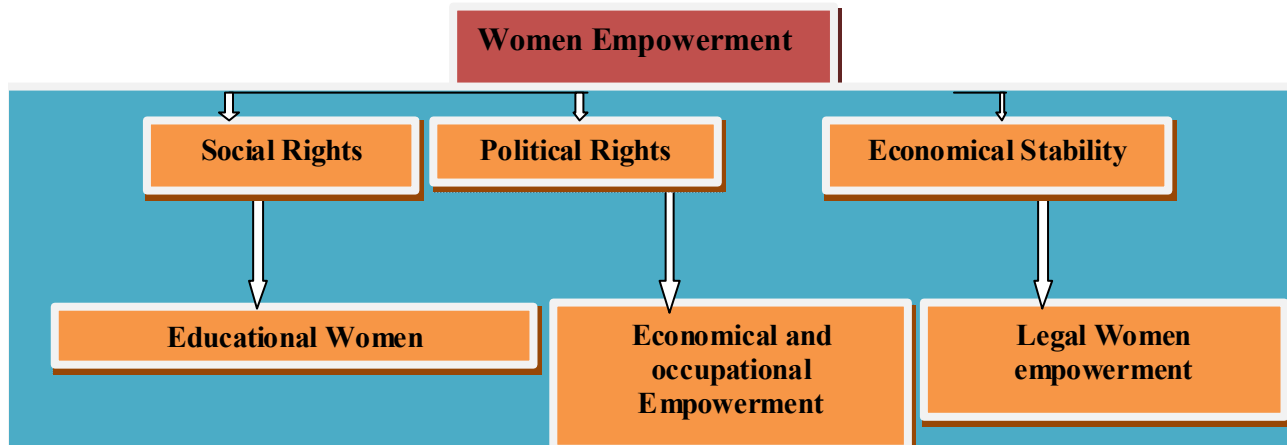 Women Empowerment
Social Rights
Political Rights
Economical Stability
Educational Women
Economical and
occupational
Empowerment
Legal Women
empowerment